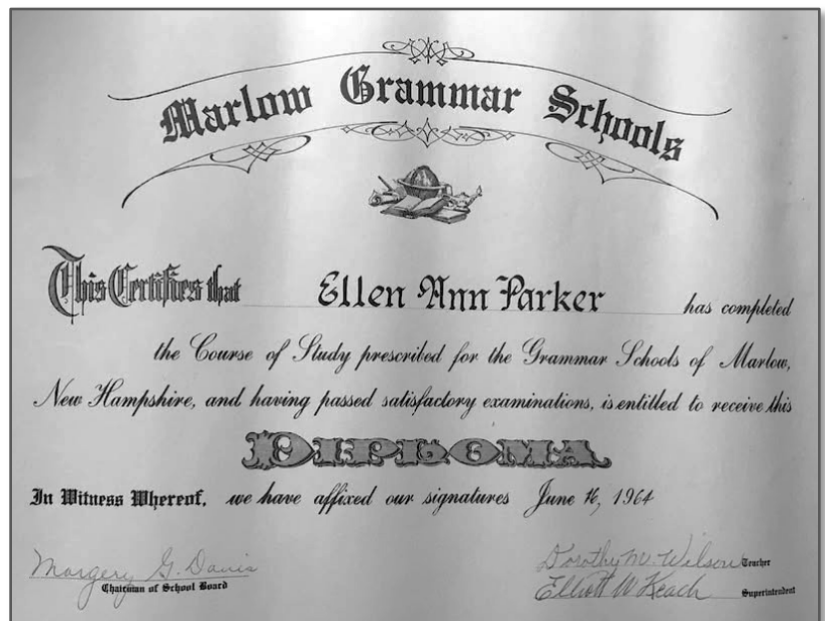 Marlow Grammar Schools
This Certifies that Ellen Ann Parker has completed
the Course of Study prescribed for the Grammar Schools of Marlow,
New Hampshire, and having passed satisfactory examinations, is entitled to receive this
DIPLOMA
In Witness Whereof, we have affixed our signatures June 16, 1964
Margery G. Davis
Chairman of School Board
Dorothy M. Wilson Teacher
Elliott W Keach Superintendent